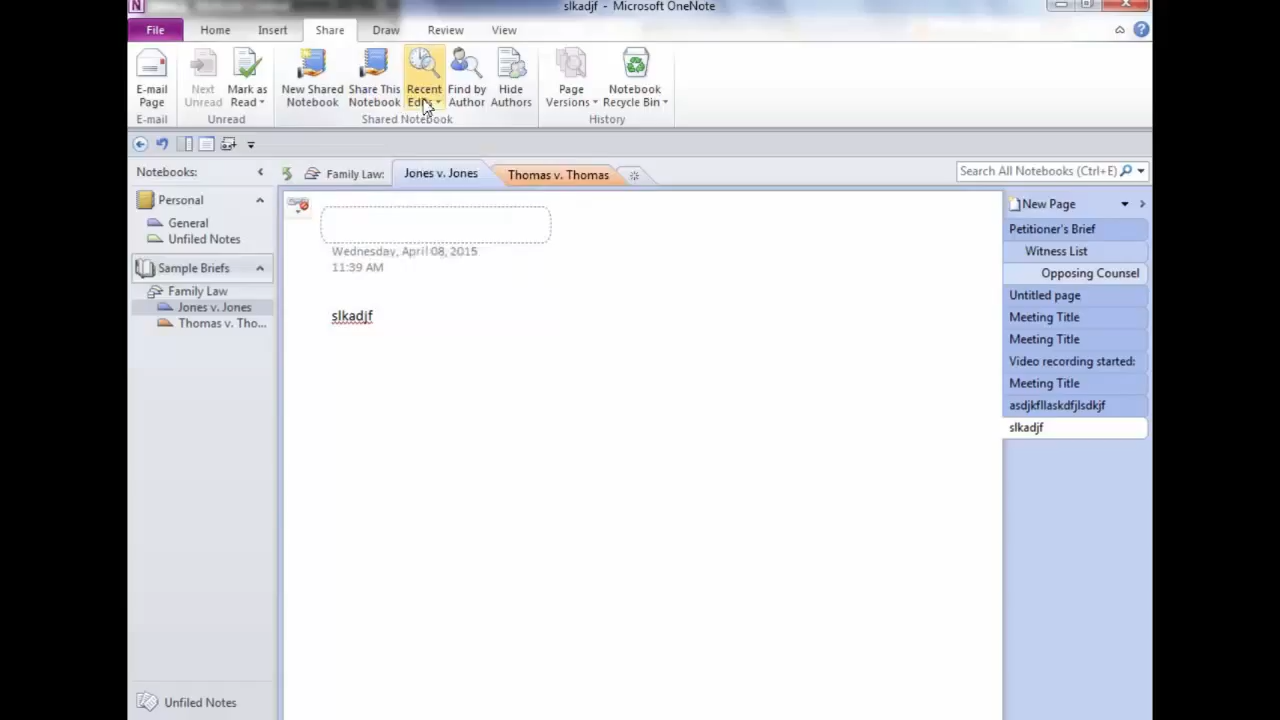 slkadjf - Microsoft OneNote
File Home Insert Share Draw Review View
E-mail Page
Next Unread
Mark as Read
New Shared Notebook
Share This Notebook
Recent Edits
Find by Author
Hide Authors
Page Versions
Notebook Recycle Bin
E-mail Unread Shared Notebook History
Notebooks:
Family Law: Jones v. Jones Thomas v. Thomas
Search All Notebooks (Ctrl+E)
Personal
General
Unfiled Notes
Sample Briefs
Family Law
Jones v. Jones
Thomas v. Tho...
Unfiled Notes
Wednesday, April 08, 2015
11:39 AM
slkadjf
New Page
Petitioner's Brief
Witness List
Opposing Counsel
Untitled page
Meeting Title
Meeting Title
Video recording started:
Meeting Title
asdjkfllaskdfjlsdkjf
slkadjf